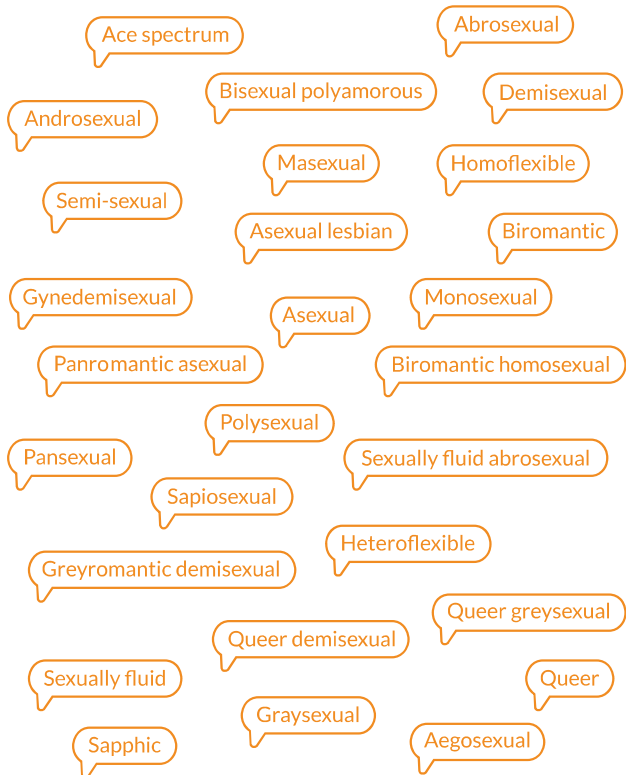 Ace spectrum
Abrosexual
Bisexual polyamorous
Demisexual
Androsexual
Masexual
Homoflexible
Semi-sexual
Asexual lesbian
Biromantic
Gynedemisexual
Asexual
Monosexual
Panromantic asexual
Biromantic homosexual
Polysexual
Pansexual
Sexually fluid abrosexual
Sapiosexual
Heteroflexible
Greyromantic demisexual
Queer greysexual
Queer demisexual
Sexually fluid
Queer
Graysexual
Sapphic
Aegosexual